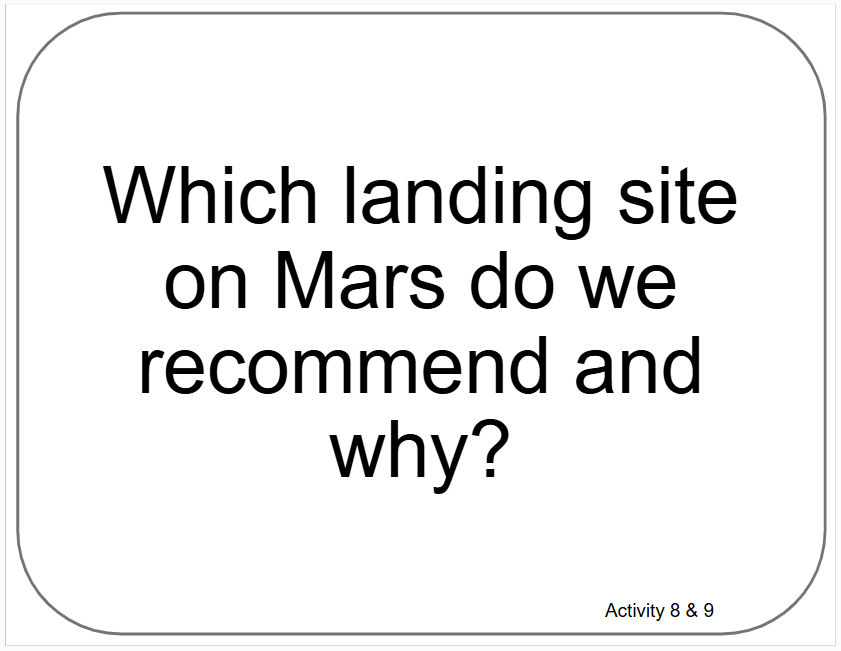 Which landing site
on Mars do we
recommend and
why?
Activity 8 & 9